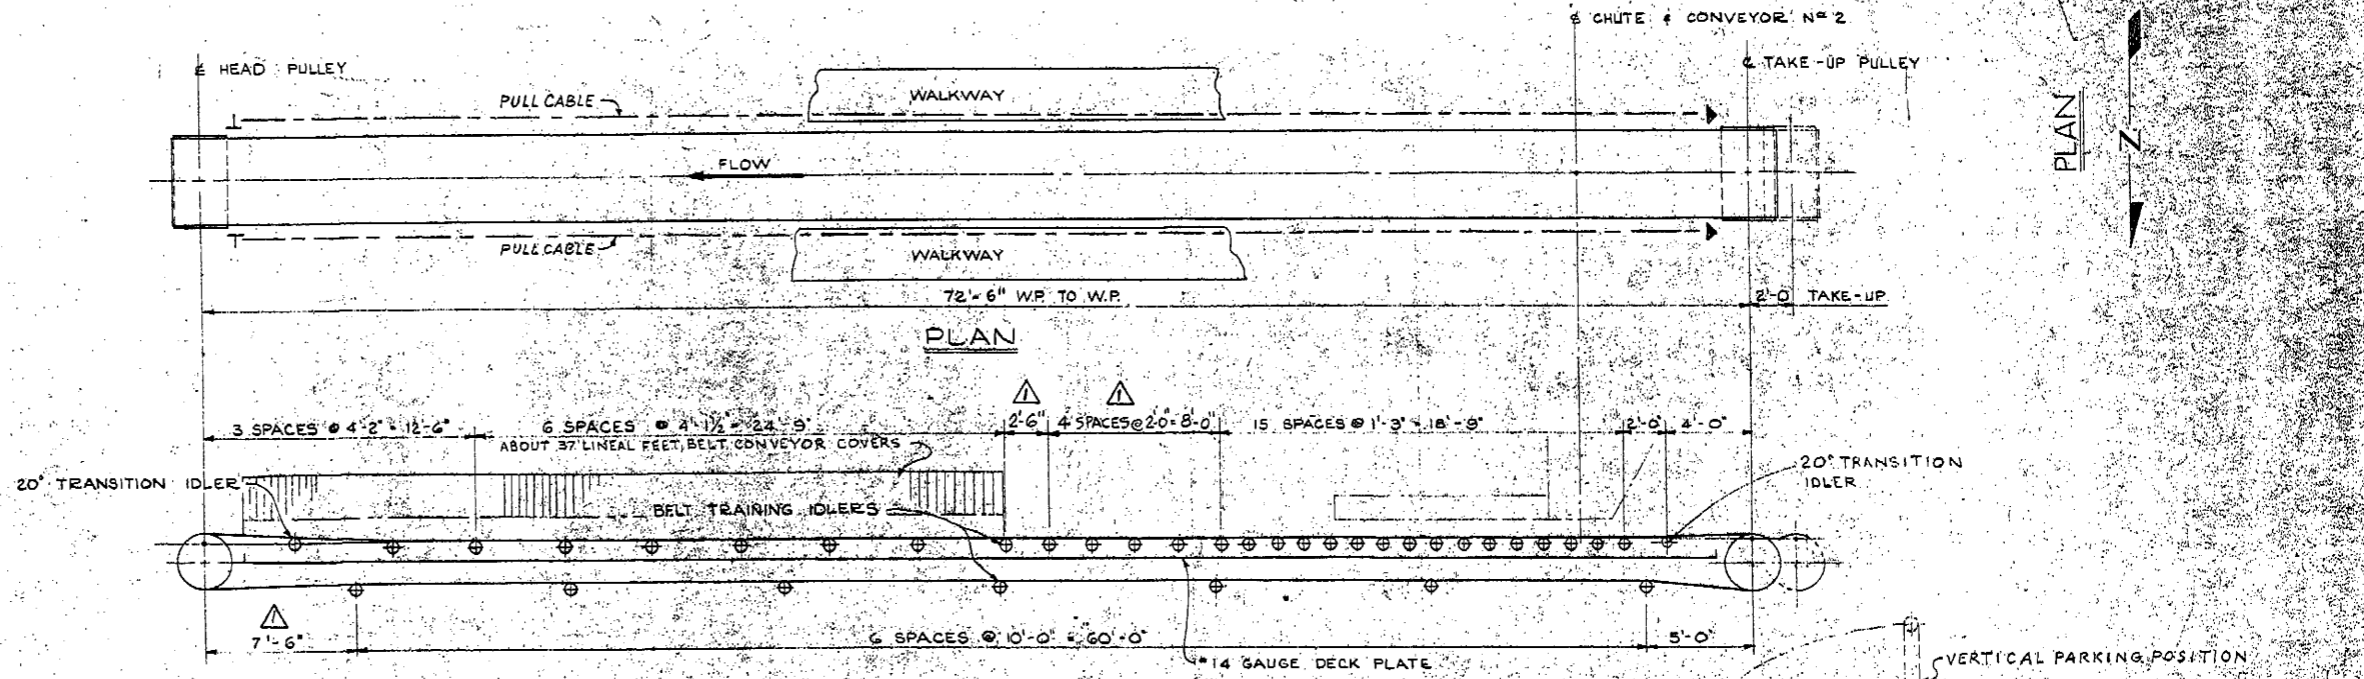 ℄ CHUTE & CONVEYOR Nº 2
℄ HEAD PULLEY
℄ TAKE-UP PULLEY
PULL CABLE
WALKWAY
PLAN
N
FLOW
PULL CABLE
WALKWAY
72'-6" W.P. TO W.P.
2'-0 TAKE-UP
PLAN
1
1
3 SPACES @ 4'-2" = 12'-6"
6 SPACES @ 4'-1½" = 24'-9"
2'-6"
4 SPACES@2'0"=8'-0"
15 SPACES @ 1'-3" = 18'-9"
2'-0"
4'-0"
ABOUT 37 LINEAL FEET, BELT CONVEYOR COVERS
20° TRANSITION IDLER
20° TRANSITION
IDLER
BELT TRAINING IDLERS
1
7'-6"
6 SPACES @ 10'-0" = 60'-0"
5'-0"
#14 GAUGE DECK PLATE
VERTICAL PARKING POSITION